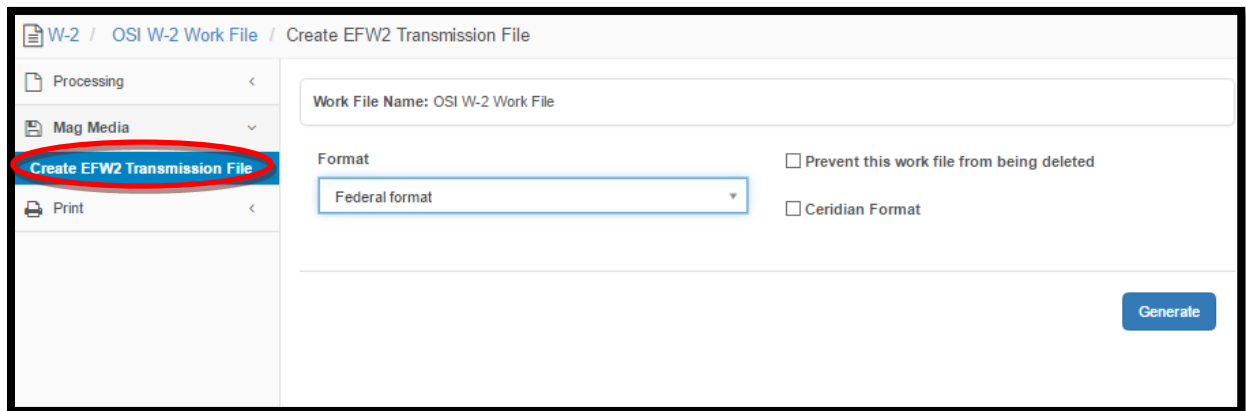 W-2 / OSI W-2 Work File / Create EFW2 Transmission File
Processing
Mag Media
Create EFW2 Transmission File
Print
Work File Name: OSI W-2 Work File
Format
Federal format
Prevent this work file from being deleted
Ceridian Format
Generate